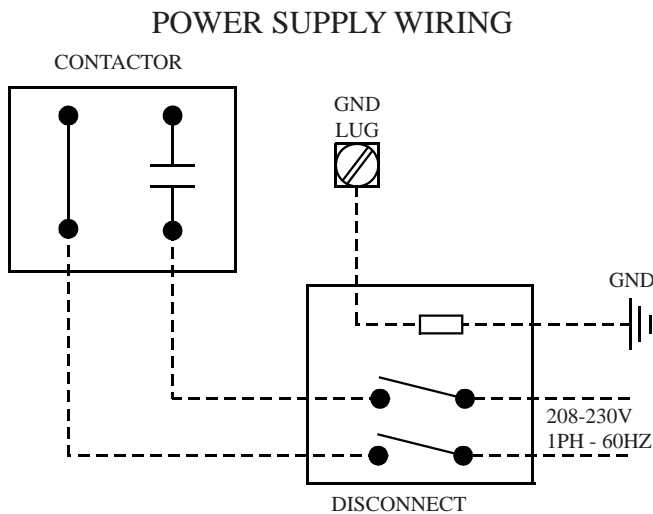 POWER SUPPLY WIRING
CONTACTOR
GND
LUG
GND
208-230V
1PH - 60HZ
DISCONNECT